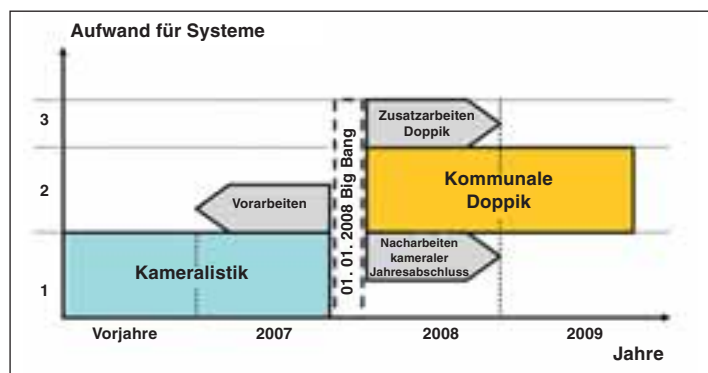 Aufwand für Systeme
3
Zusatzarbeiten
Doppik
01. 01. 2008 Big Bang
2
Vorarbeiten
Kommunale
Doppik
Nacharbeiten
kameraler
Jahresabschluss
Kameralistik
1
Vorjahre
2007
2008
2009
Jahre